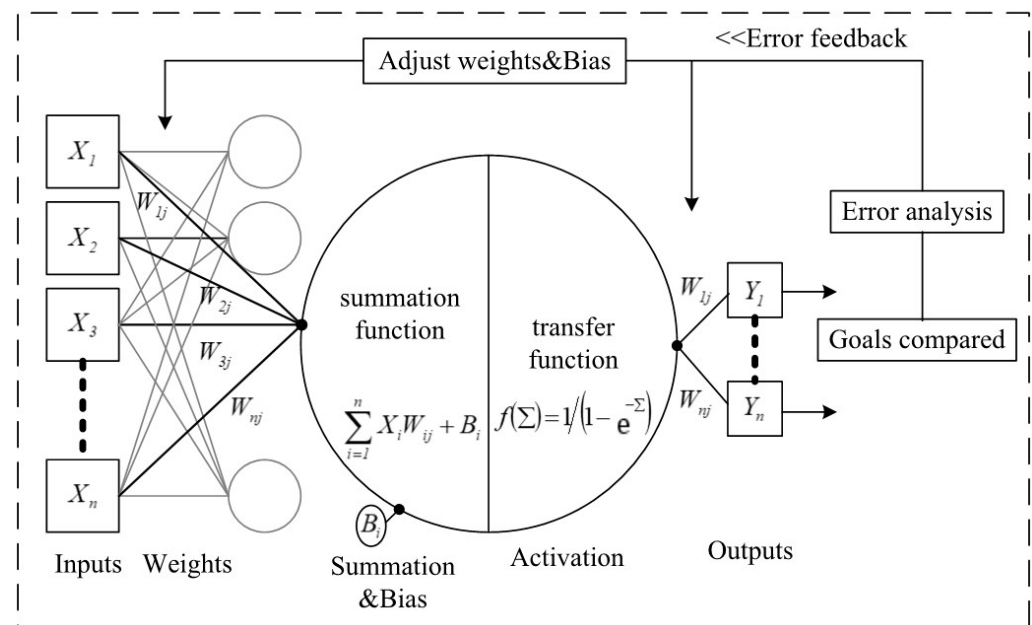 <<Error feedback
Adjust weights&Bias
X1
X2
X3
Xn
W1j
W2j
W3j
Wnj
summation
function
n
∑ XiWij + Bi
i=1
transfer
function
f(∑)=1/(1- e^-∑)
Bi
W1j
Wnj
Y1
Yn
Error analysis
Goals compared
Inputs
Weights
Summation
&Bias
Activation
Outputs